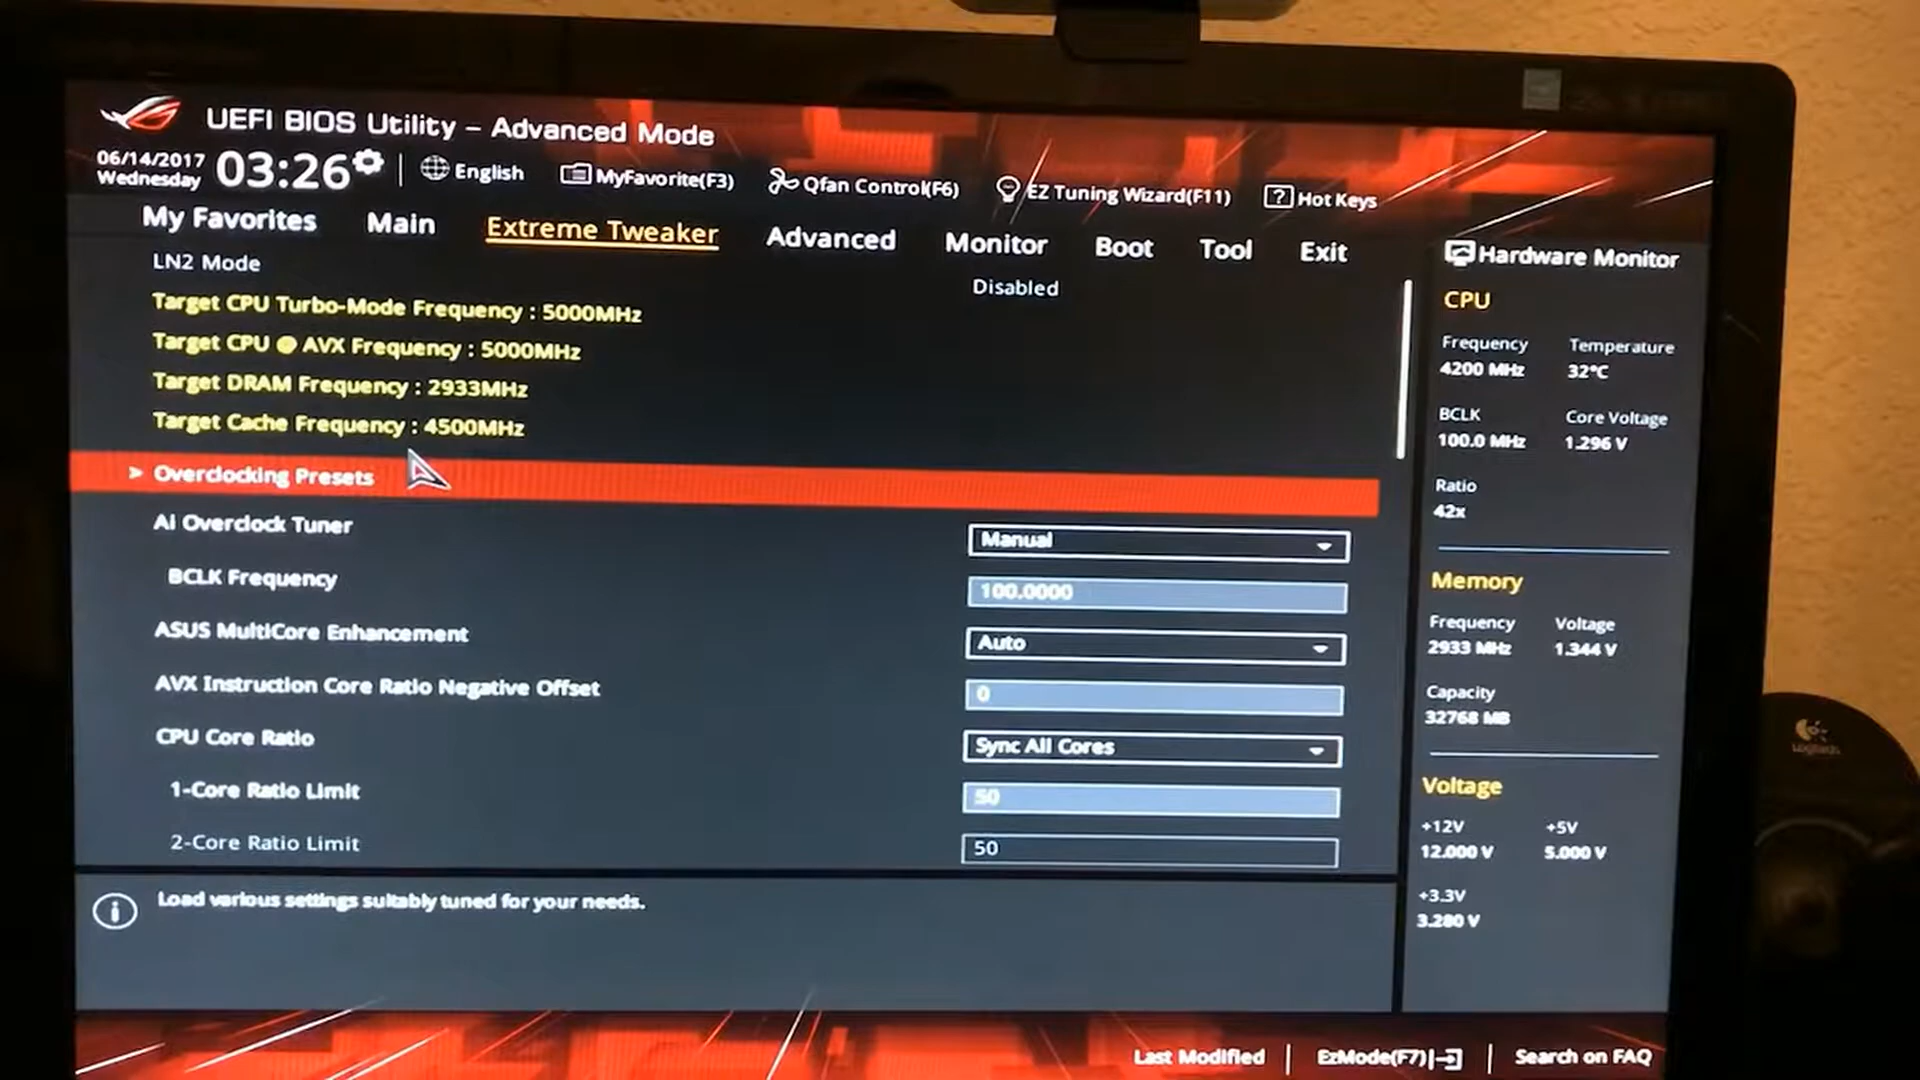 UEFI BIOS Utility – Advanced Mode
06/14/2017
Wednesday
03:26
English
MyFavorite(F3)
Qfan Control(F6)
EZ Tuning Wizard(F11)
? Hot Keys
My Favorites
Main
Extreme Tweaker
Advanced
Monitor
Boot
Tool
Exit
LN2 Mode
Disabled
Target CPU Turbo-Mode Frequency : 5000MHz
Target CPU @ AVX Frequency : 5000MHz
Target DRAM Frequency : 2933MHz
Target Cache Frequency : 4500MHz
> Overclocking Presets
Ai Overclock Tuner
Manual
BCLK Frequency
100.0000
ASUS MultiCore Enhancement
Auto
AVX Instruction Core Ratio Negative Offset
0
CPU Core Ratio
Sync All Cores
1-Core Ratio Limit
50
2-Core Ratio Limit
50
Load various settings suitably tuned for your needs.
Hardware Monitor
CPU
Frequency Temperature
4200 MHz 32°C
BCLK Core Voltage
100.0 MHz 1.296 V
Ratio
42x
Memory
Frequency Voltage
2933 MHz 1.344 V
Capacity
32768 MB
Voltage
+12V +5V
12.000 V 5.000 V
+3.3V
3.280 V
Last Modified
EzMode(F7)
Search on FAQ
Logitech